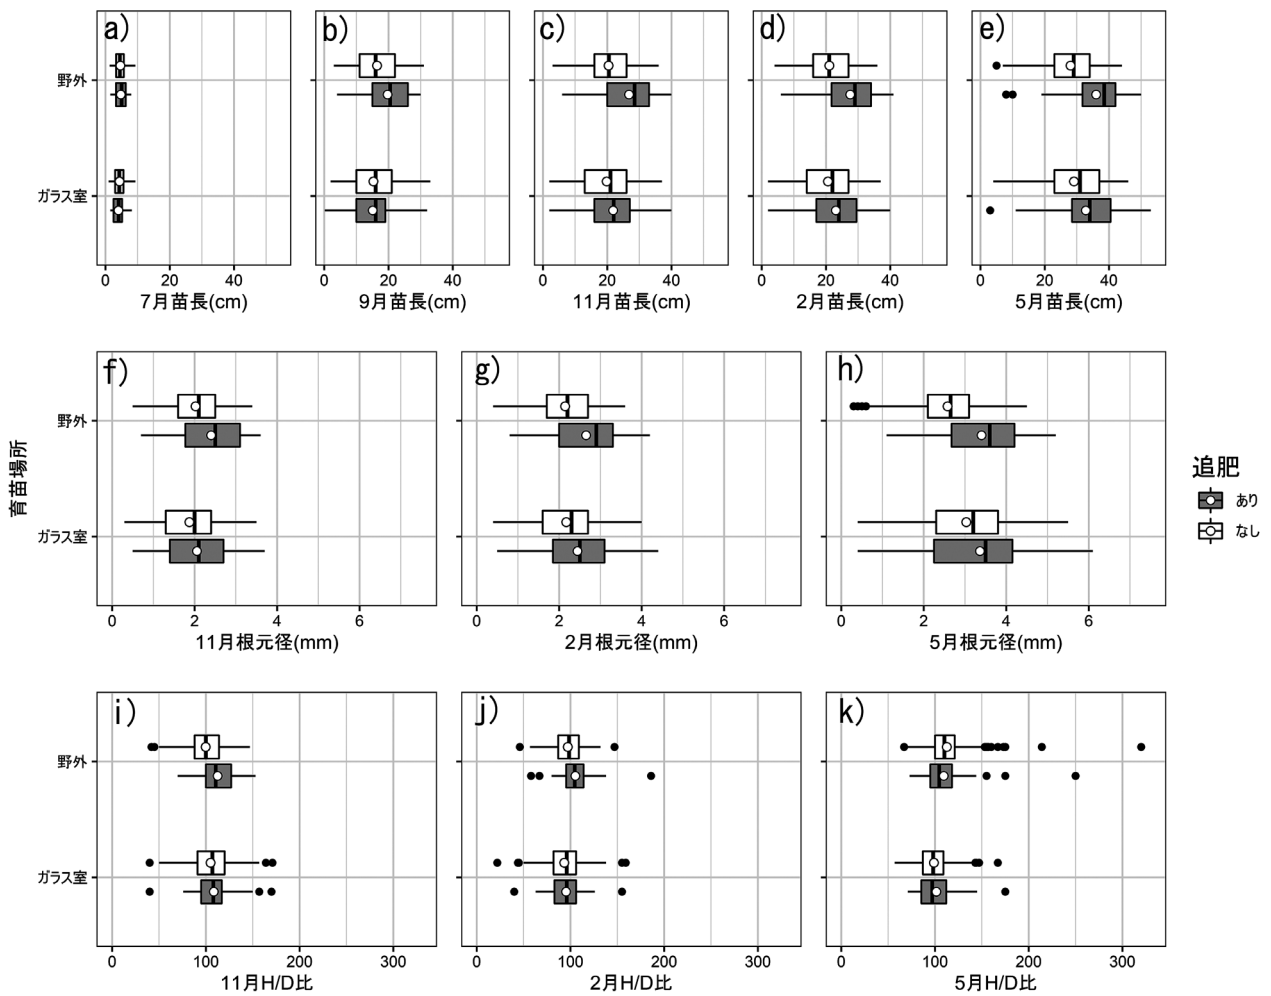 a) b) c) d) e)
野外
ガラス室
0 20 40 0 20 40 0 20 40 0 20 40 0 20 40
7月苗長(cm) 9月苗長(cm) 11月苗長(cm) 2月苗長(cm) 5月苗長(cm)
f) g) h)
野外
ガラス室
0 2 4 6 0 2 4 6 0 2 4 6
11月根元径(mm) 2月根元径(mm) 5月根元径(mm)
育苗場所
追肥
あり
なし
i) j) k)
野外
ガラス室
0 100 200 300 0 100 200 300 0 100 200 300
11月H/D比 2月H/D比 5月H/D比